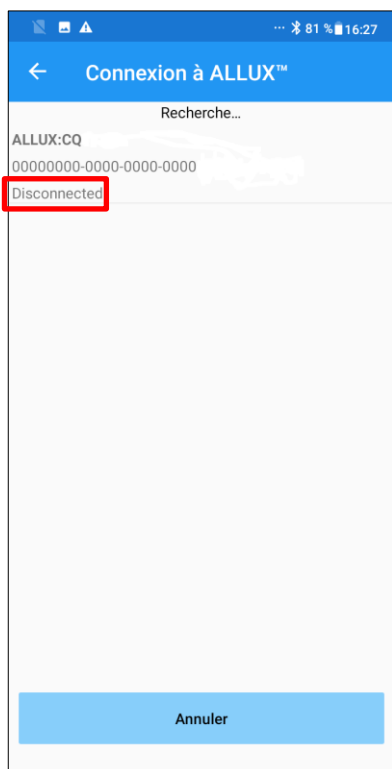 ... 81 % 16:27
← Connexion à ALLUX™
Recherche...
ALLUX:CQ
00000000-0000-0000-0000
Disconnected
Annuler